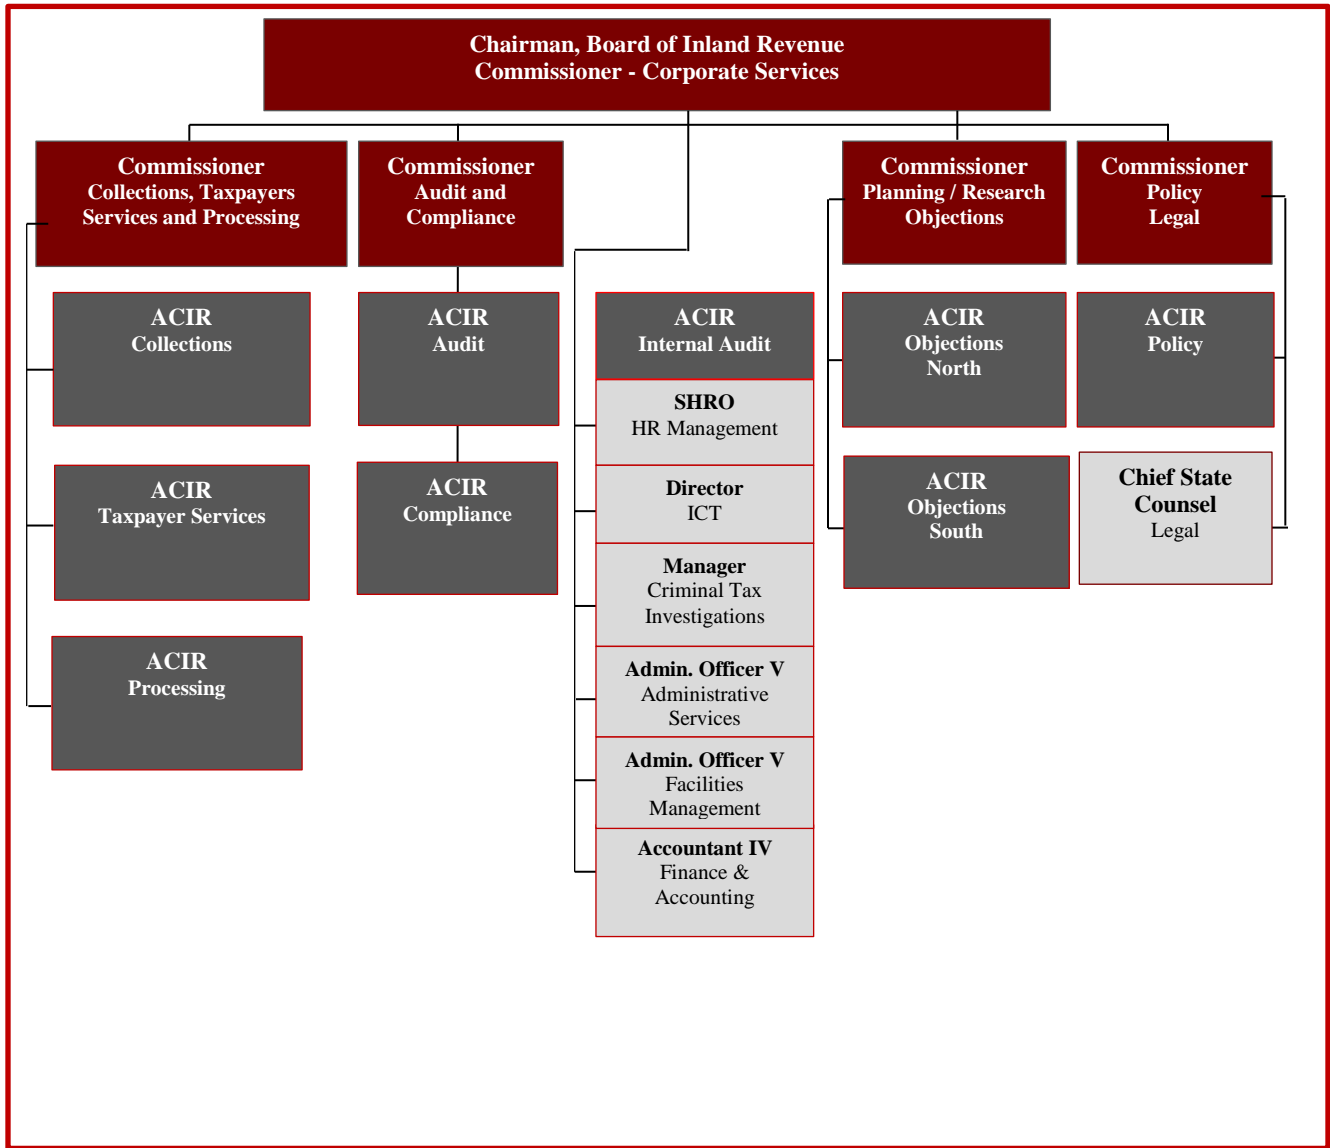 Chairman, Board of Inland Revenue
Commissioner - Corporate Services
Commissioner
Collections, Taxpayers
Services and Processing
Commissioner
Audit and
Compliance
Commissioner
Planning / Research
Objections
Commissioner
Policy
Legal
ACIR
Collections
ACIR
Taxpayer Services
ACIR
Processing
ACIR
Audit
ACIR
Compliance
ACIR
Internal Audit
SHRO
HR Management
Director
ICT
Manager
Criminal Tax
Investigations
Admin. Officer V
Administrative
Services
Admin. Officer V
Facilities
Management
Accountant IV
Finance &
Accounting
ACIR
Objections
North
ACIR
Objections
South
ACIR
Policy
Chief State
Counsel
Legal